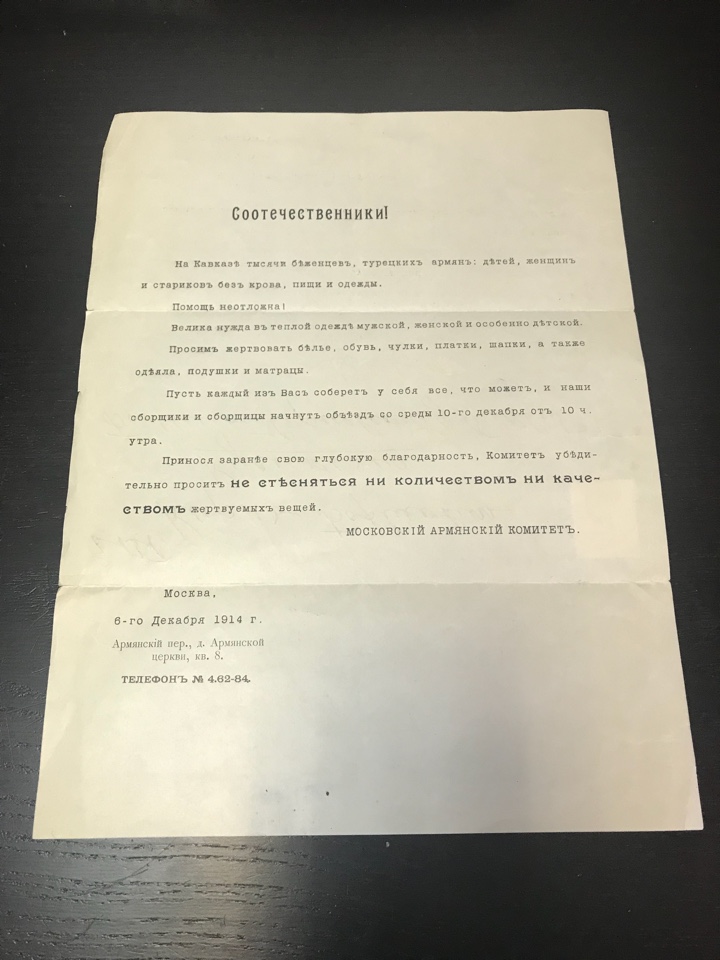 Соотечественники!
На Кавказѣ тысячи бѣженцевъ, турецкихъ армянъ: дѣтей, женщин
и стариковъ безъ крова, пищи и одежды.
Помощь неотложна!
Велика нужда въ теплой одеждѣ мужской, женской и особенно дѣтской.
Просимъ жертвовать бѣлье, обувь, чулки, платки, шапки, а также
одѣяла, подушки и матрацы.
Пусть каждый изъ Васъ соберетъ у себя все, что можетъ, и наши
сборщики и сборщицы начнутъ объѣздъ со среды 10-го декабря отъ 10 ч.
утра.
Принося заранѣе свою глубокую благодарность, Комитетъ убѣди-
тельно проситъ не стѣсняться ни количествомъ ни каче-
ствомъ жертвуемыхъ вещей.
МОСКОВСКІЙ АРМЯНСКІЙ КОМИТЕТЪ.
Москва,
6-го Декабря 1914 г.
Армянскій пер., д. Армянской
церкви, кв. 8.
ТЕЛЕФОНЪ № 4.62-84.